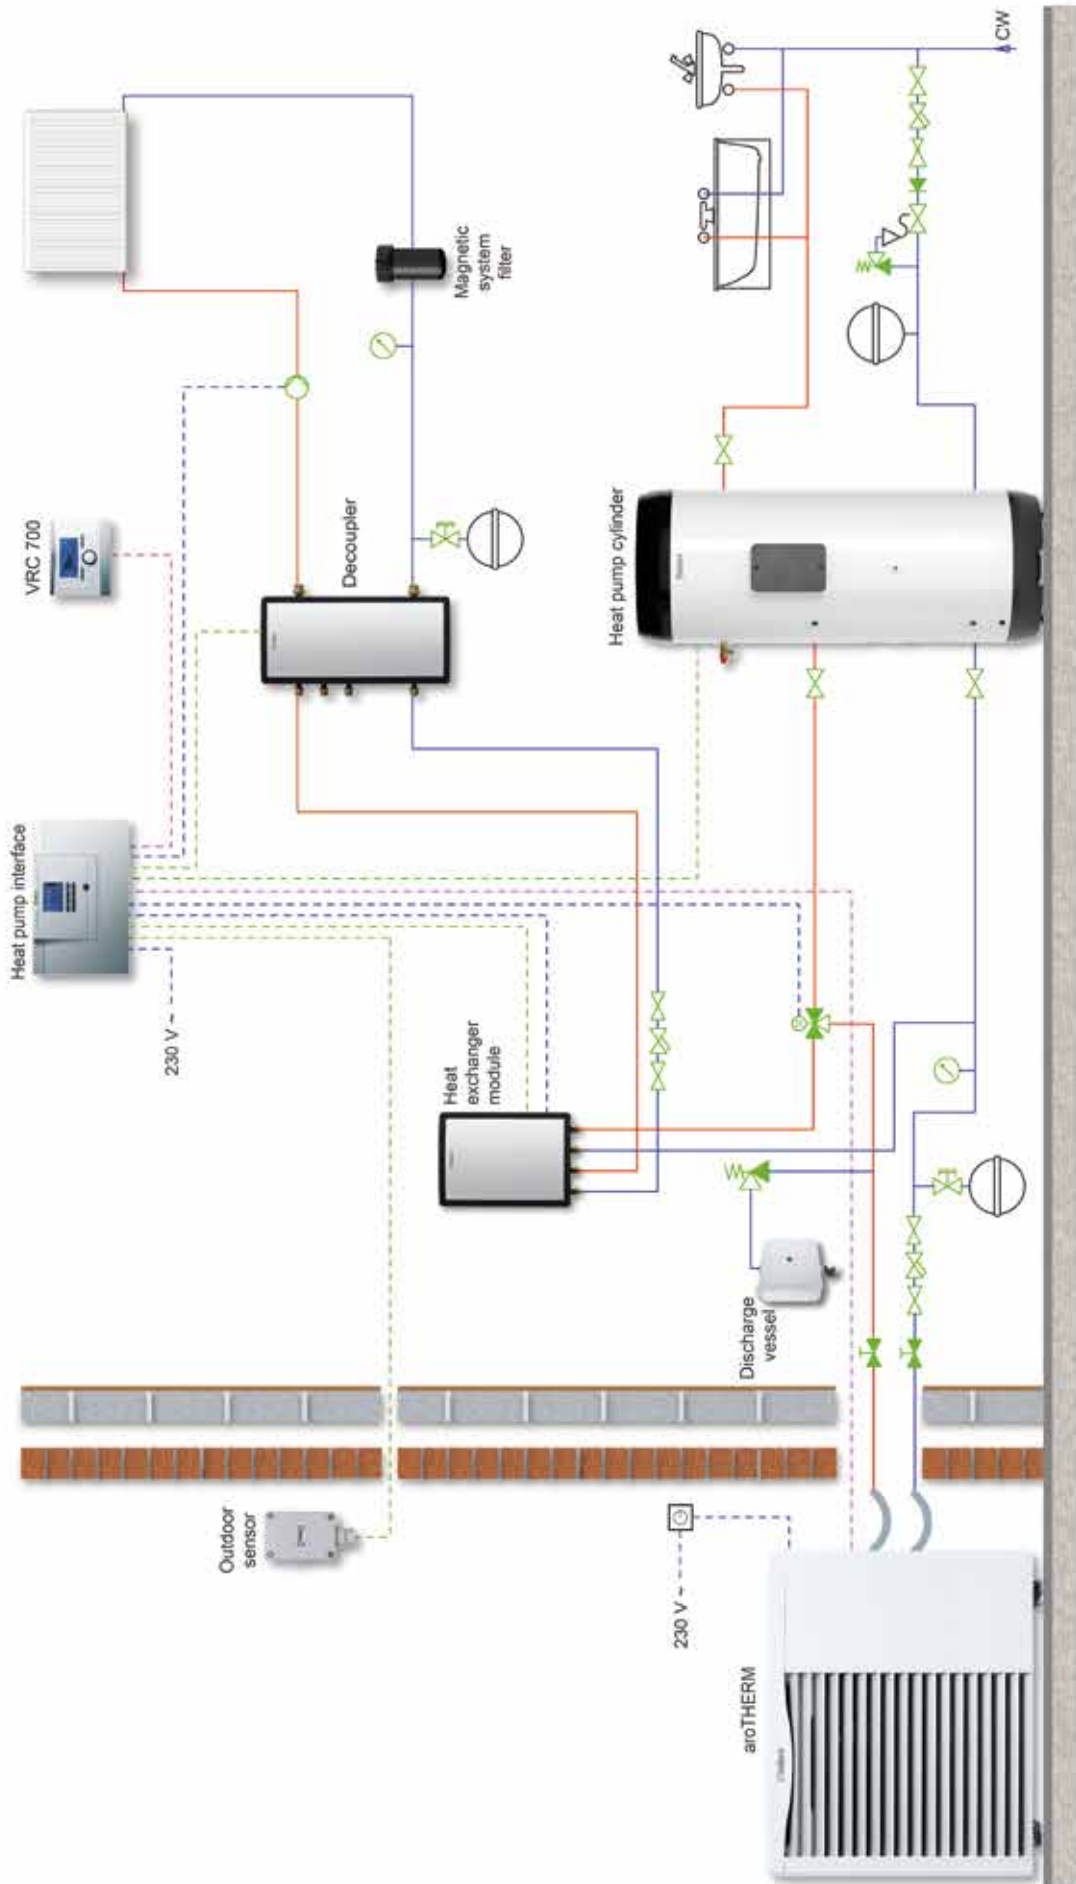 Heat pump interface
VRC 700
230 V ~
Decoupler
Magnetic
system
filter
Heat
exchanger
module
Outdoor
sensor
Discharge
vessel
Heat pump cylinder
230 V ~
aroTHERM
CW